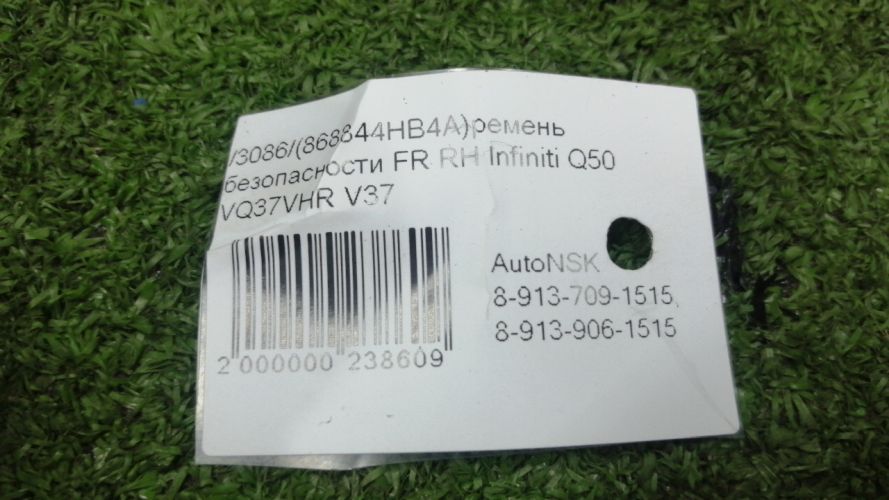 /3086/(868844HB4A)ремень
безопасности FR RH Infiniti Q50
VQ37VHR V37
AutoNSK
8-913-709-1515,
8-913-906-1515
2 000000 238609